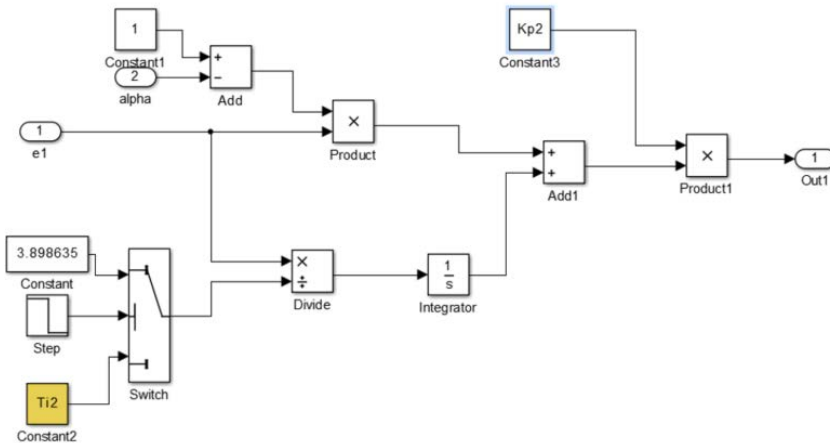 1
Constant1
2
alpha
+
−
Add
Kp2
Constant3
1
e1
×
Product
+
+
Add1
×
Product1
1
Out1
3.898635
Constant
Step
Ti2
Constant2
Switch
×
÷
Divide
1
s
Integrator